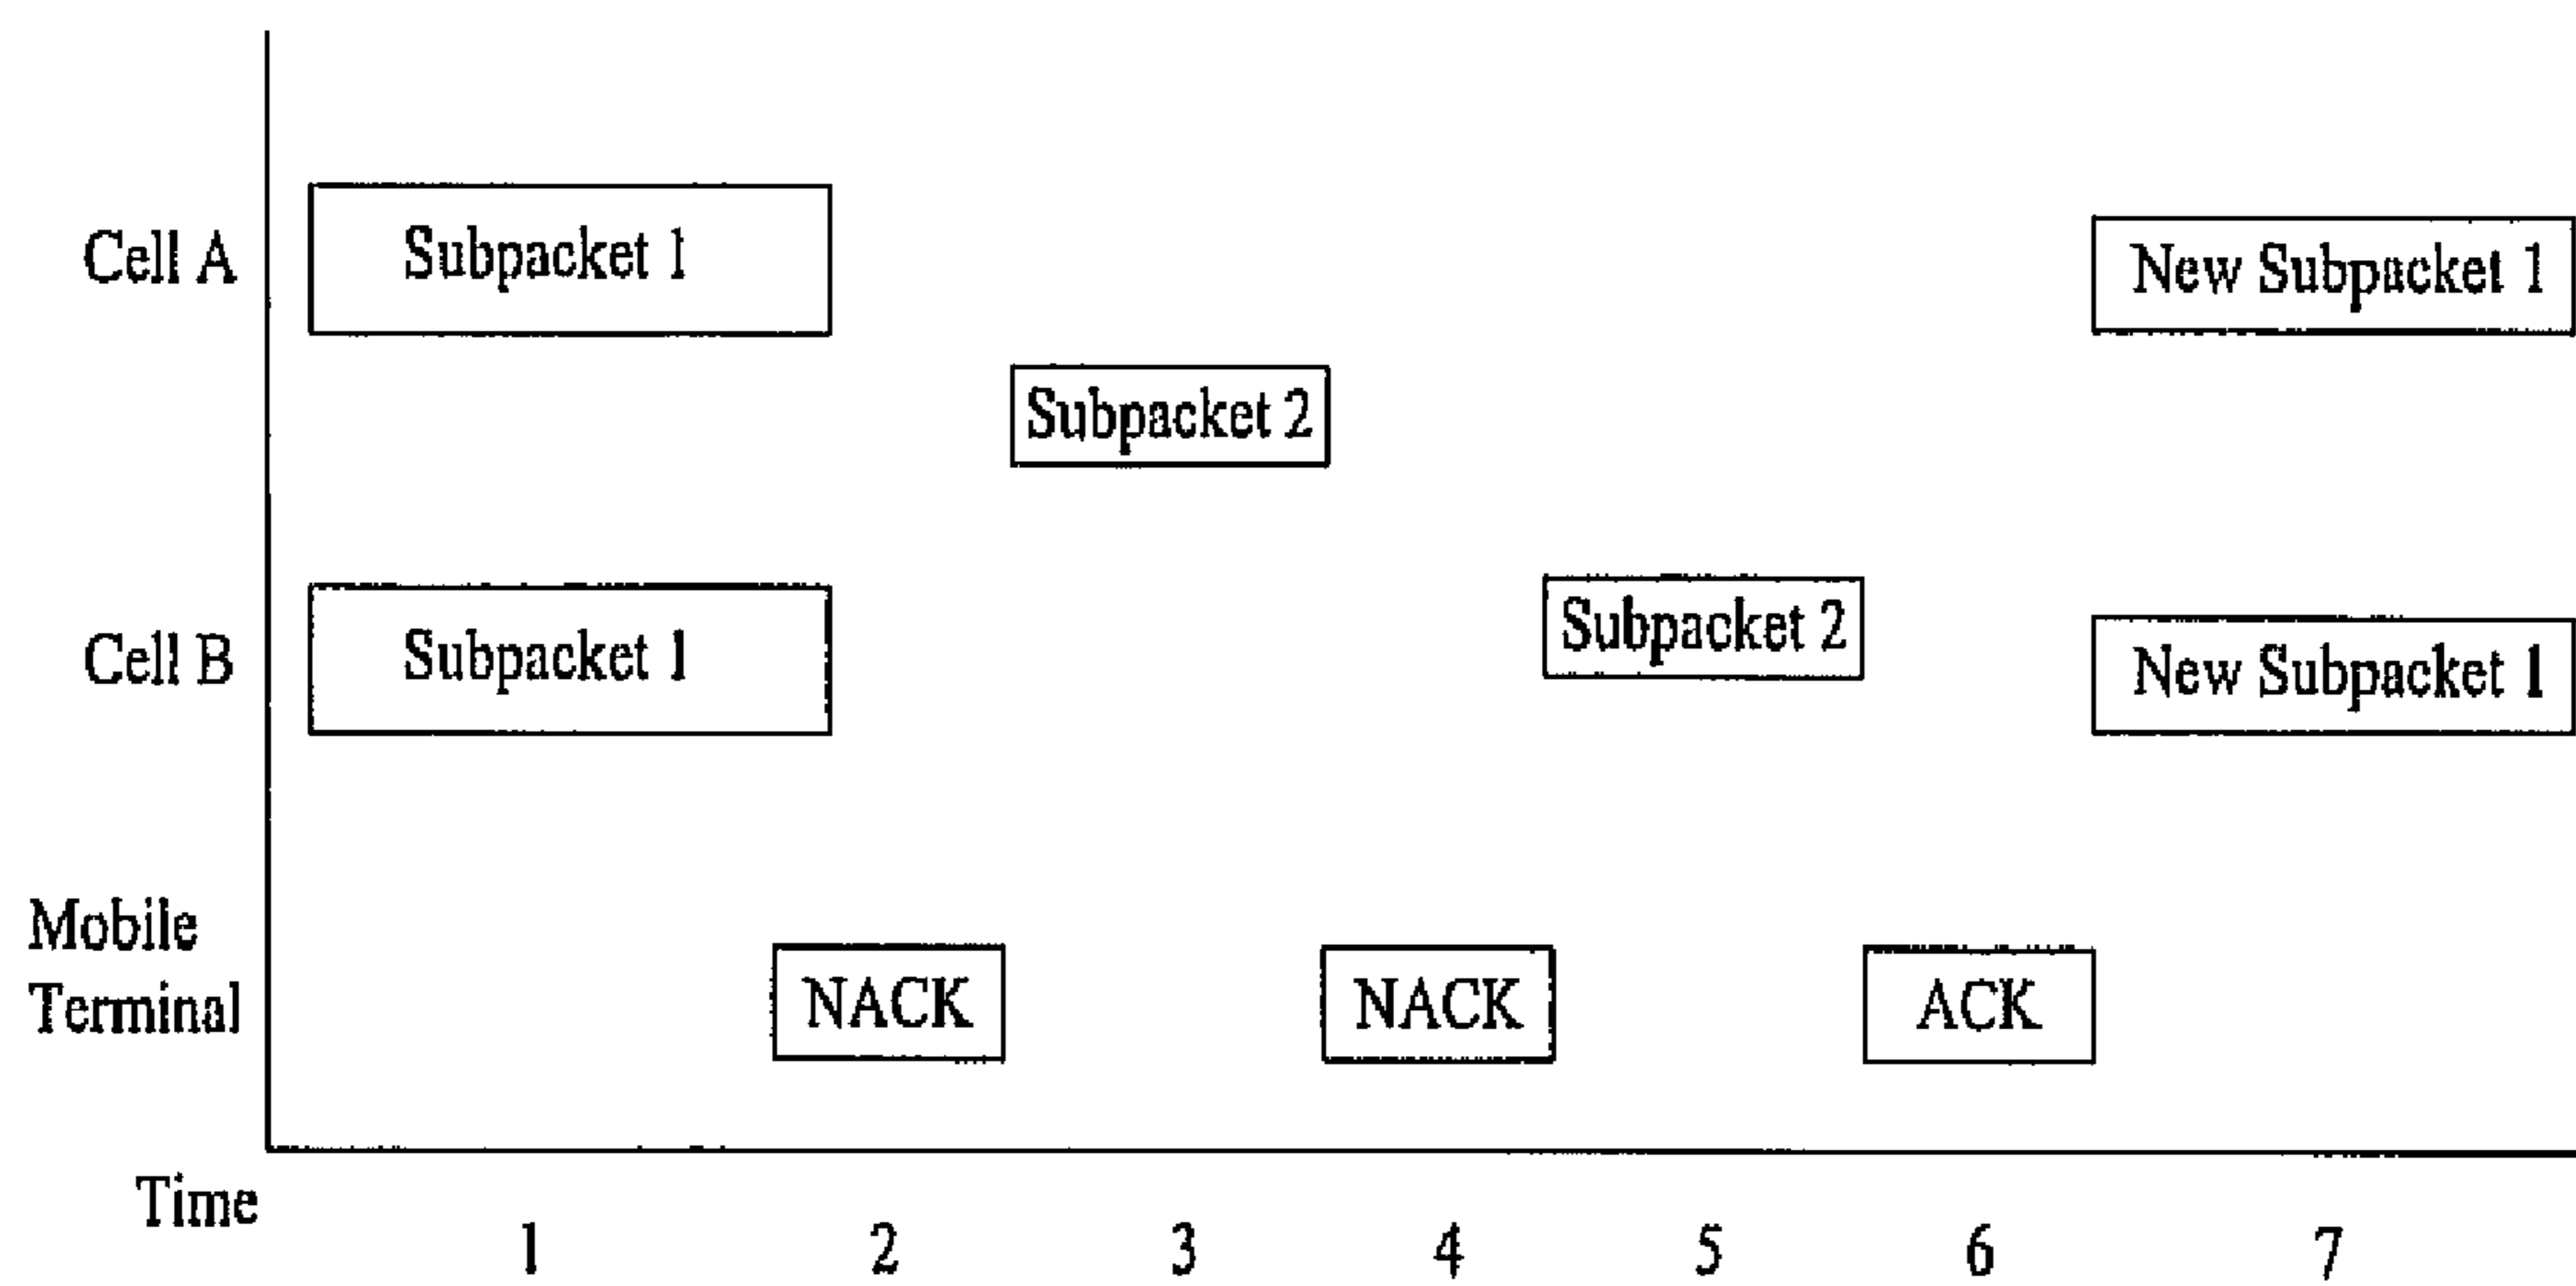 Cell A
Subpacket 1
New Subpacket 1
Subpacket 2
Cell B
Subpacket 1
Subpacket 2
New Subpacket 1
Mobile
Terminal
NACK
NACK
ACK
Time
1 2 3 4 5 6 7